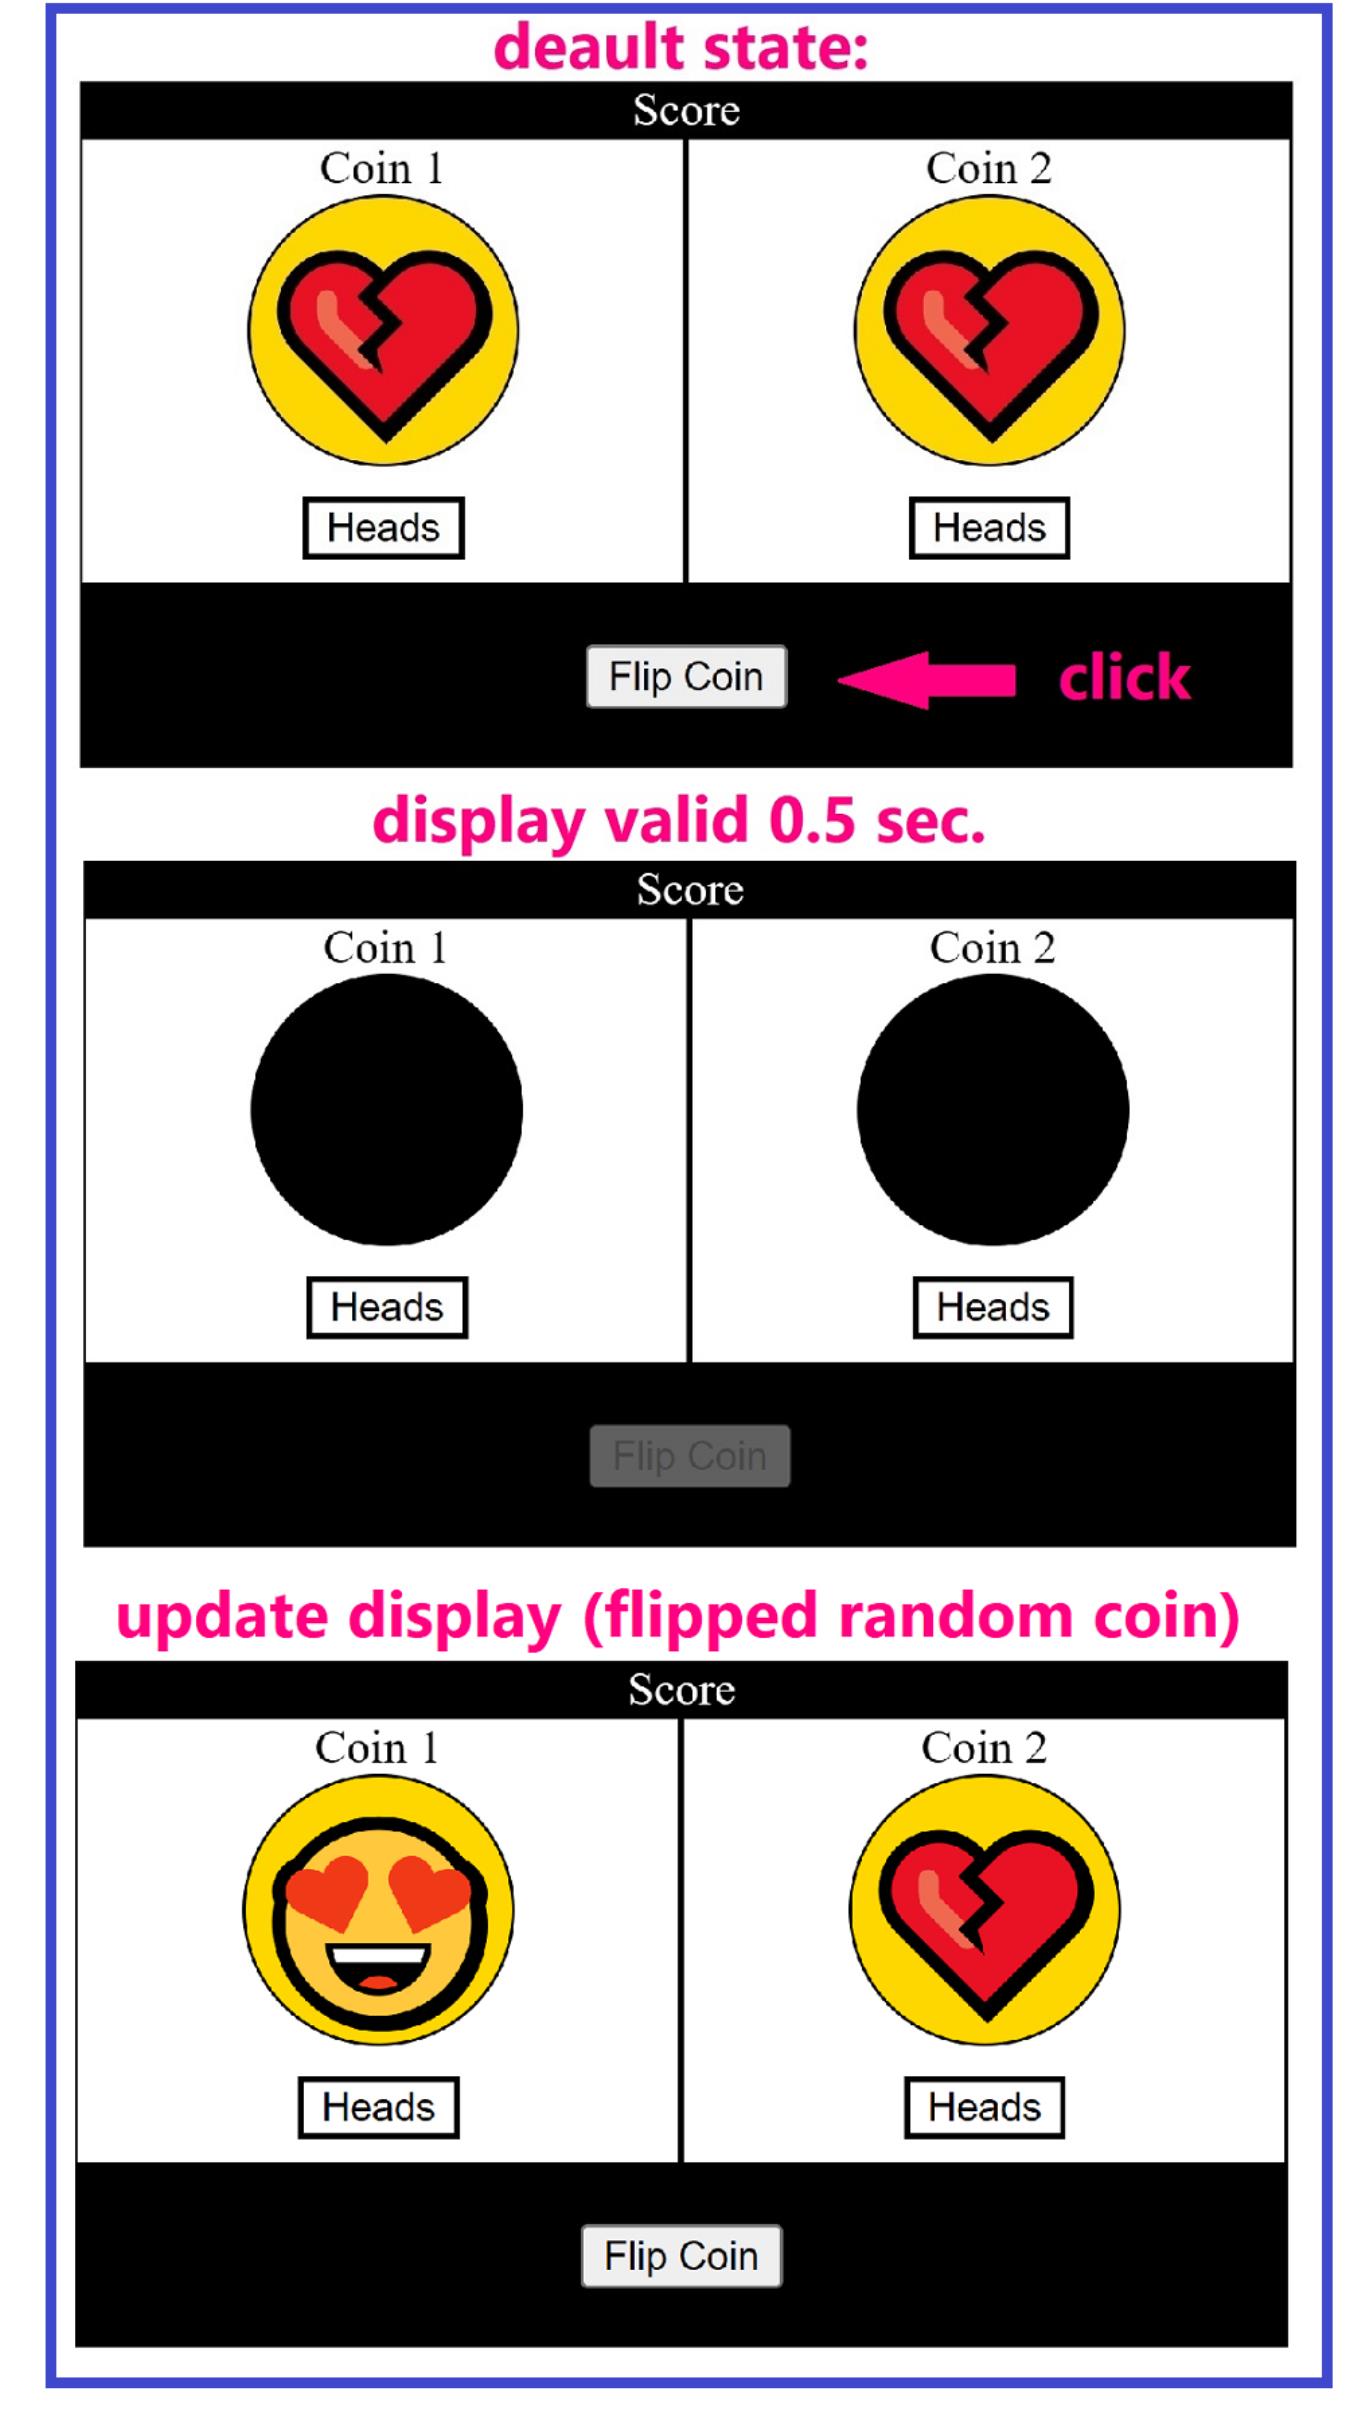 deault state:
Score
Coin 1
Coin 2
Heads
Heads
Flip Coin
click
display valid 0.5 sec.
Score
Coin 1
Coin 2
Heads
Heads
Flip Coin
update display (flipped random coin)
Score
Coin 1
Coin 2
Heads
Heads
Flip Coin